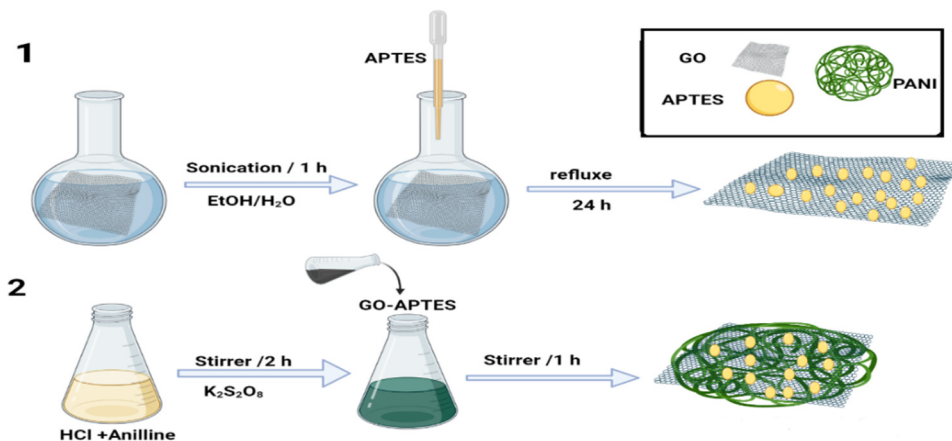 1
APTES
GO
PANI
APTES
Sonication / 1 h
EtOH/H₂O
refluxe
24 h
2
GO-APTES
Stirrer /2 h
K₂S₂O₈
Stirrer /1 h
HCl +Anilline